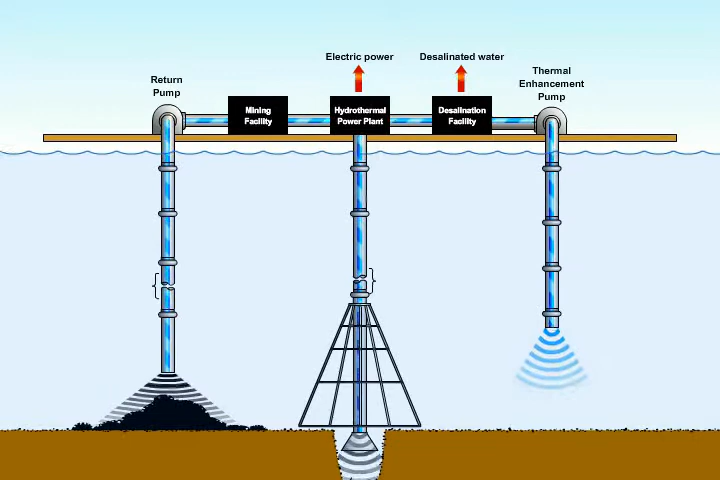 Electric power
Desalinated water
Return
Pump
Thermal
Enhancement
Pump
Mining
Facility
Hydrothermal
Power Plant
Desalination
Facility